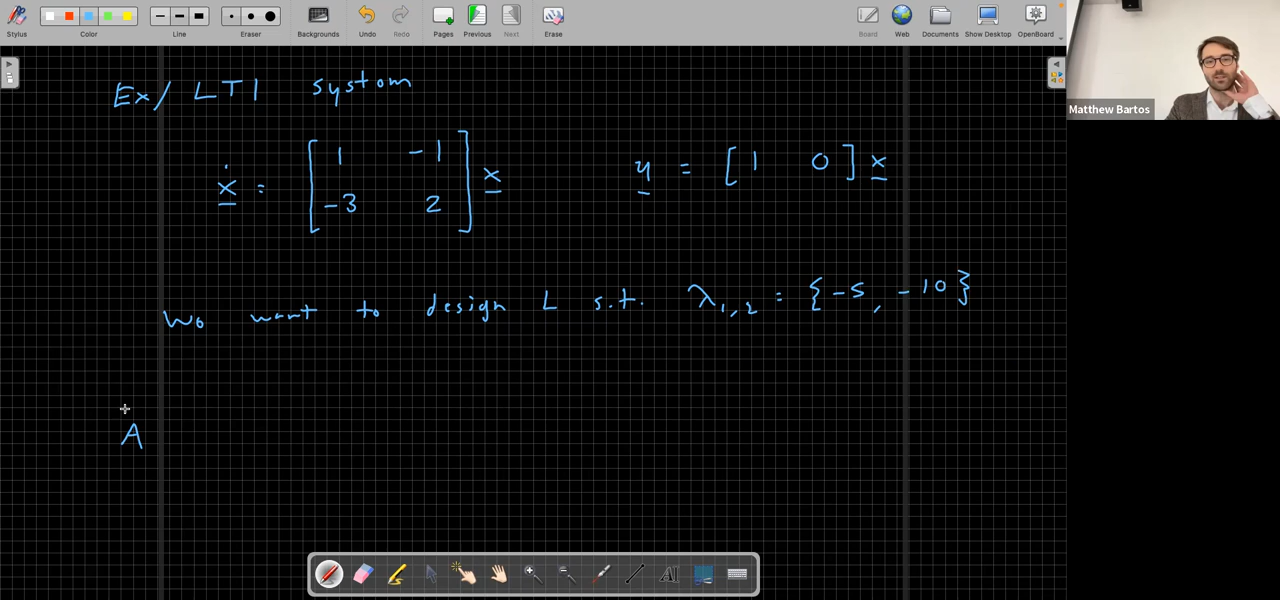 Stylus Color Line Eraser Backgrounds Undo Redo Pages Previous Next Erase Board Web Documents Show Desktop OpenBoard
Matthew Bartos
Ex/ LTI system
ẋ = [ 1 -1 ] x y = [ 1 0 ] x
[ -3 2 ]
We want to design L s.t. λ1,2 = { -5, -10 }
A